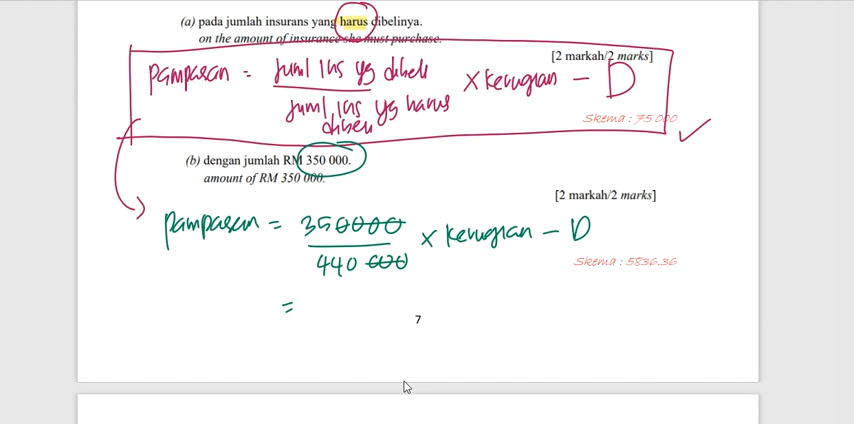 (a) pada jumlah insurans yang harus dibelinya.
on the amount of insurance she must purchase.
[2 markah/2 marks]
pampasan = juml ins yg dibeli / juml ins yg harus dibeli × kerugian − D
Skema : 75 000
(b) dengan jumlah RM 350 000.
amount of RM 350 000.
[2 markah/2 marks]
pampasan = 350000 / 440 000 × kerugian − D
Skema : 5836.36
=
7